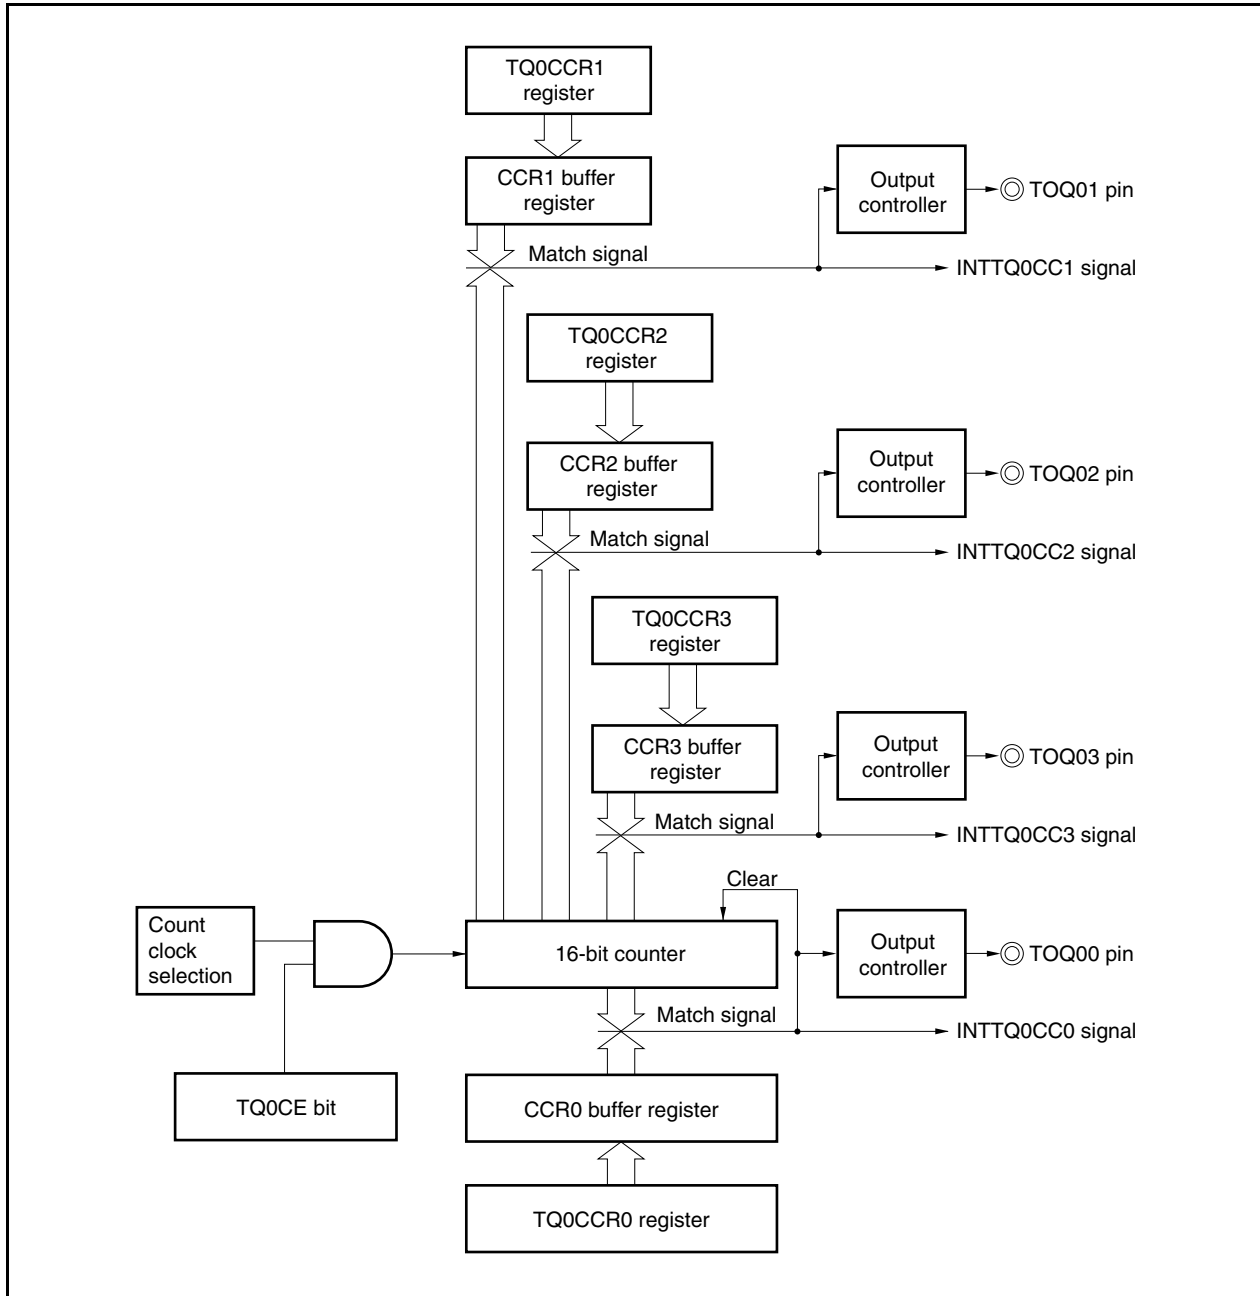 TQ0CCR1
register
CCR1 buffer
register
Output
controller
TOQ01 pin
Match signal
INTTQ0CC1 signal
TQ0CCR2
register
CCR2 buffer
register
Output
controller
TOQ02 pin
Match signal
INTTQ0CC2 signal
TQ0CCR3
register
CCR3 buffer
register
Output
controller
TOQ03 pin
Match signal
INTTQ0CC3 signal
Clear
Count
clock
selection
16-bit counter
Output
controller
TOQ00 pin
Match signal
INTTQ0CC0 signal
TQ0CE bit
CCR0 buffer register
TQ0CCR0 register